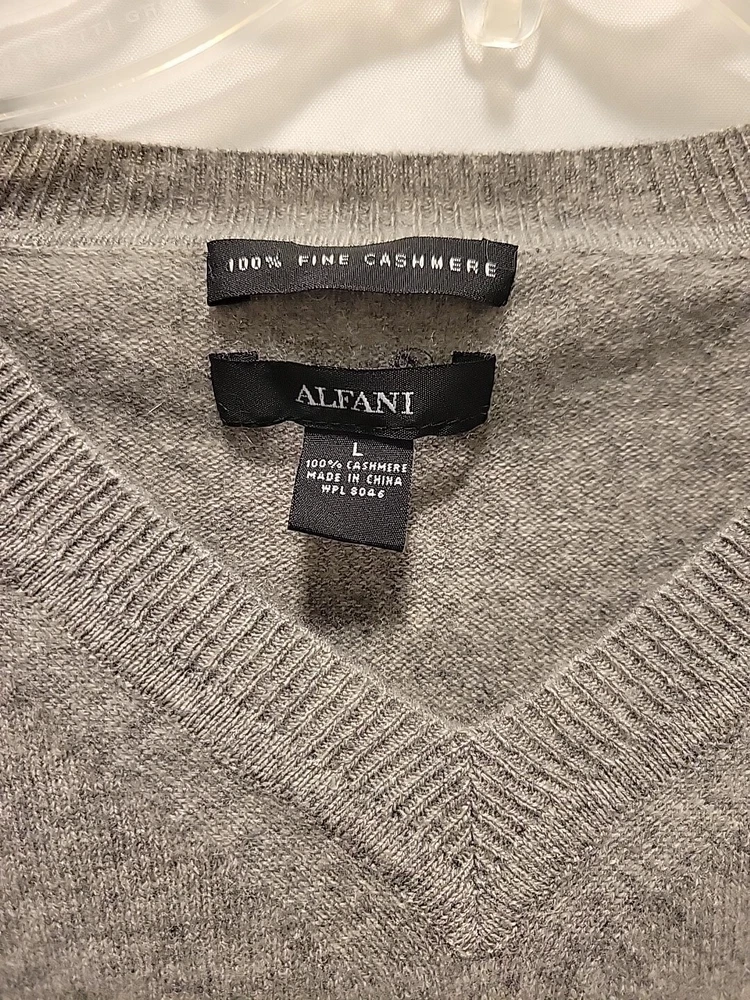 100% FINE CASHMERE
ALFANI
L
100% CASHMERE
MADE IN CHINA
WPL 8046